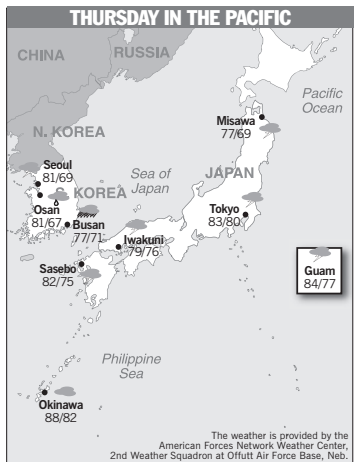 THURSDAY IN THE PACIFIC
CHINA
RUSSIA
Pacific
Ocean
Misawa
77/69
N. KOREA
Seoul
81/69
Sea of
Japan
JAPAN
S. KOREA
Osan
81/67
Busan
77/71
Tokyo
83/80
Iwakuni
79/76
Sasebo
82/75
Guam
84/77
Philippine
Sea
Okinawa
88/82
The weather is provided by the
American Forces Network Weather Center,
2nd Weather Squadron at Offutt Air Force Base, Neb.